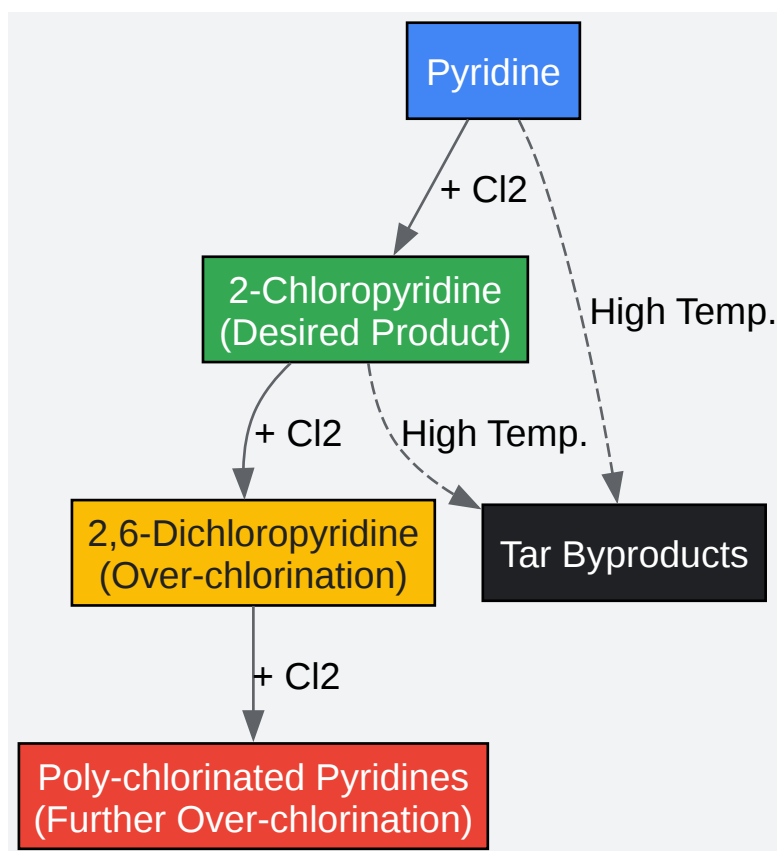 Pyridine
+ Cl2
2-Chloropyridine
(Desired Product)
High Temp.
+ Cl2
High Temp.
2,6-Dichloropyridine
(Over-chlorination)
Tar Byproducts
+ Cl2
Poly-chlorinated Pyridines
(Further Over-chlorination)